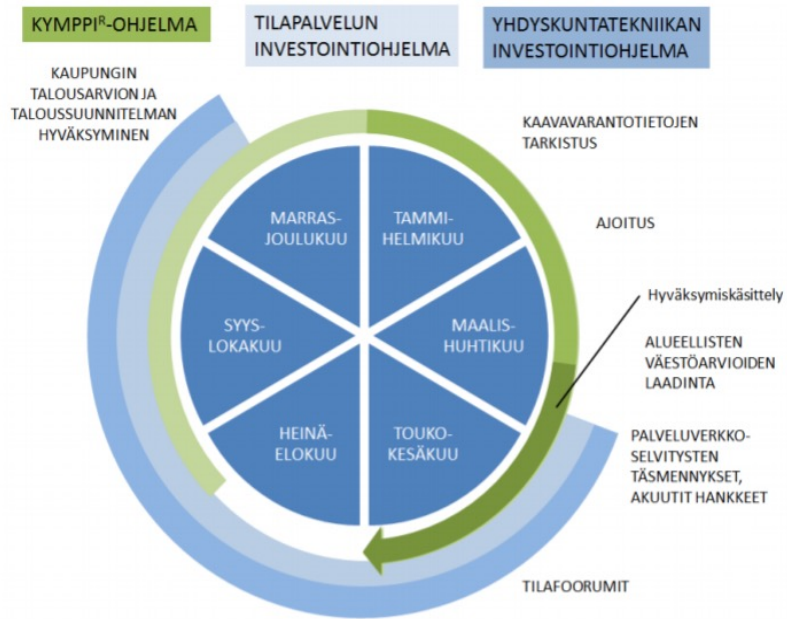 KYMPPIᴿ-OHJELMA
TILAPALVELUN
INVESTOINTIOHJELMA
YHDYSKUNTATEKNIIKAN
INVESTOINTIOHJELMA
KAUPUNGIN
TALOUSARVION JA
TALOUSSUUNNITELMAN
HYVÄKSYMINEN
KAAVAVARANTOTIETOJEN
TARKISTUS
AJOITUS
Hyväksymiskäsittely
ALUEELLISTEN
VÄESTÖARVIOIDEN
LAADINTA
PALVELUVERKKO-
SELVITYSTEN
TÄSMENNYKSET,
AKUUTIT HANKKEET
TILAFOORUMIT
MARRAS-
JOULUKUU
TAMMI-
HELMIKUU
SYYS-
LOKAKUU
MAALIS-
HUHTIKUU
HEINÄ-
ELOKUU
TOUKO-
KESÄKUU